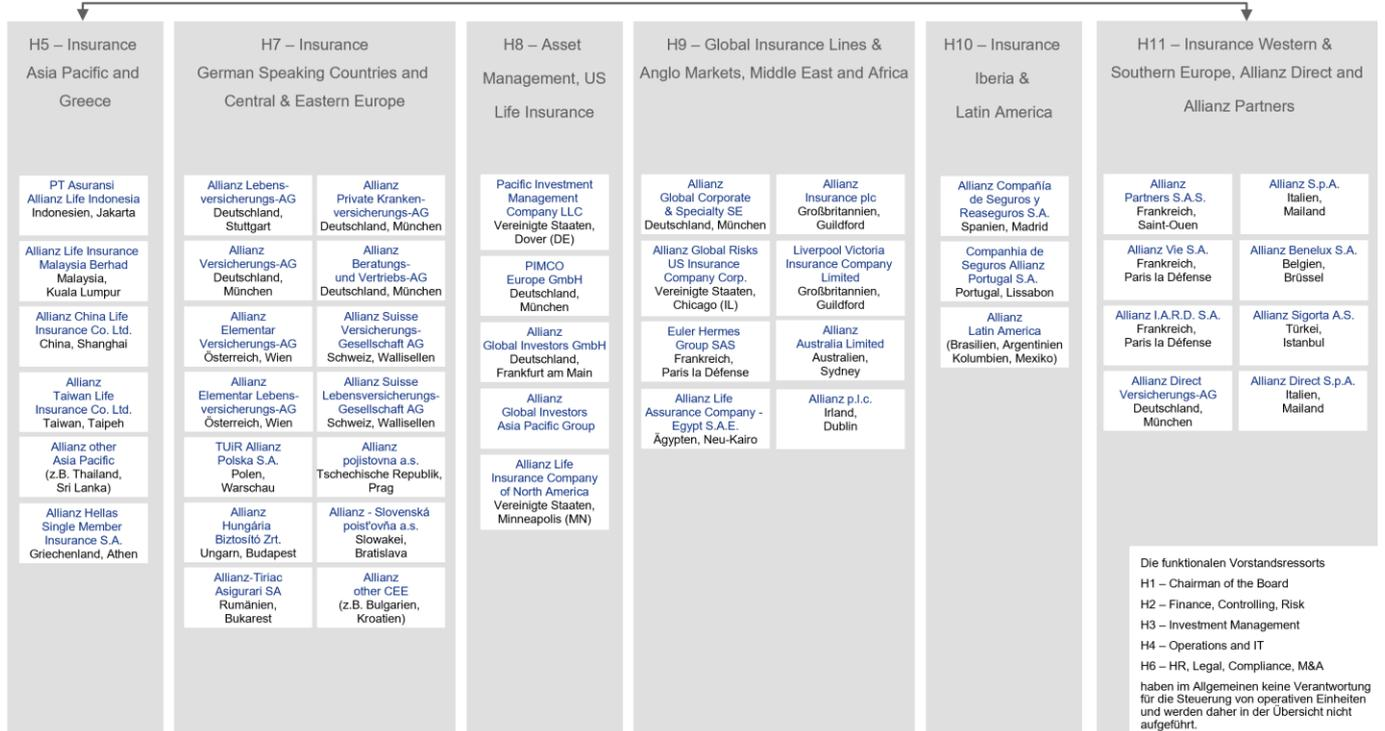 H5 – Insurance
Asia Pacific and
Greece
PT Asuransi
Allianz Life Indonesia
Indonesien, Jakarta
Allianz Life Insurance
Malaysia Berhad
Malaysia,
Kuala Lumpur
Allianz China Life
Insurance Co. Ltd.
China, Shanghai
Allianz
Taiwan Life
Insurance Co. Ltd.
Taiwan, Taipeh
Allianz other
Asia Pacific
(z.B. Thailand,
Sri Lanka)
Allianz Hellas
Single Member
Insurance S.A.
Griechenland, Athen
H7 – Insurance
German Speaking Countries and
Central & Eastern Europe
Allianz Lebens-
versicherungs-AG
Deutschland,
Stuttgart
Allianz
Private Kranken-
versicherungs-AG
Deutschland, München
Allianz
Versicherungs-AG
Deutschland,
München
Allianz
Beratungs-
und Vertriebs-AG
Deutschland, München
Allianz
Elementar
Versicherungs-AG
Österreich, Wien
Allianz Suisse
Versicherungs-
Gesellschaft AG
Schweiz, Wallisellen
Allianz
Elementar Lebens-
versicherungs-AG
Österreich, Wien
Allianz Suisse
Lebensversicherungs-
Gesellschaft AG
Schweiz, Wallisellen
TUiR Allianz
Polska S.A.
Polen,
Warschau
Allianz
pojistovna a.s.
Tschechische Republik,
Prag
Allianz
Hungária
Biztosító Zrt.
Ungarn, Budapest
Allianz - Slovenská
poist'ovňa a.s.
Slowakei,
Bratislava
Allianz-Tiriac
Asigurari SA
Rumänien,
Bukarest
Allianz
other CEE
(z.B. Bulgarien,
Kroatien)
H8 – Asset
Management, US
Life Insurance
Pacific Investment
Management
Company LLC
Vereinigte Staaten,
Dover (DE)
PIMCO
Europe GmbH
Deutschland,
München
Allianz
Global Investors GmbH
Deutschland,
Frankfurt am Main
Allianz
Global Investors
Asia Pacific Group
Allianz Life
Insurance Company
of North America
Vereinigte Staaten,
Minneapolis (MN)
H9 – Global Insurance Lines &
Anglo Markets, Middle East and Africa
Allianz
Global Corporate
& Specialty SE
Deutschland, München
Allianz
Insurance plc
Großbritannien,
Guildford
Allianz Global Risks
US Insurance
Company Corp.
Vereinigte Staaten,
Chicago (IL)
Liverpool Victoria
Insurance Company
Limited
Großbritannien,
Guildford
Euler Hermes
Group SAS
Frankreich,
Paris la Défense
Allianz
Australia Limited
Australien,
Sydney
Allianz Life
Assurance Company -
Egypt S.A.E.
Ägypten, Neu-Kairo
Allianz p.l.c.
Irland,
Dublin
H10 – Insurance
Iberia &
Latin America
Allianz Compañía
de Seguros y
Reaseguros S.A.
Spanien, Madrid
Companhia de
Seguros Allianz
Portugal S.A.
Portugal, Lissabon
Allianz
Latin America
(Brasilien, Argentinien
Kolumbien, Mexiko)
H11 – Insurance Western &
Southern Europe, Allianz Direct and
Allianz Partners
Allianz
Partners S.A.S.
Frankreich,
Saint-Ouen
Allianz S.p.A.
Italien,
Mailand
Allianz Vie S.A.
Frankreich,
Paris la Défense
Allianz Benelux S.A.
Belgien,
Brüssel
Allianz I.A.R.D. S.A.
Frankreich,
Paris la Défense
Allianz Sigorta A.S.
Türkei,
Istanbul
Allianz Direct
Versicherungs-AG
Deutschland,
München
Allianz Direct S.p.A.
Italien,
Mailand
Die funktionalen Vorstandsressorts
H1 – Chairman of the Board
H2 – Finance, Controlling, Risk
H3 – Investment Management
H4 – Operations and IT
H6 – HR, Legal, Compliance, M&A
haben im Allgemeinen keine Verantwortung
für die Steuerung von operativen Einheiten
und werden daher in der Übersicht nicht
aufgeführt.